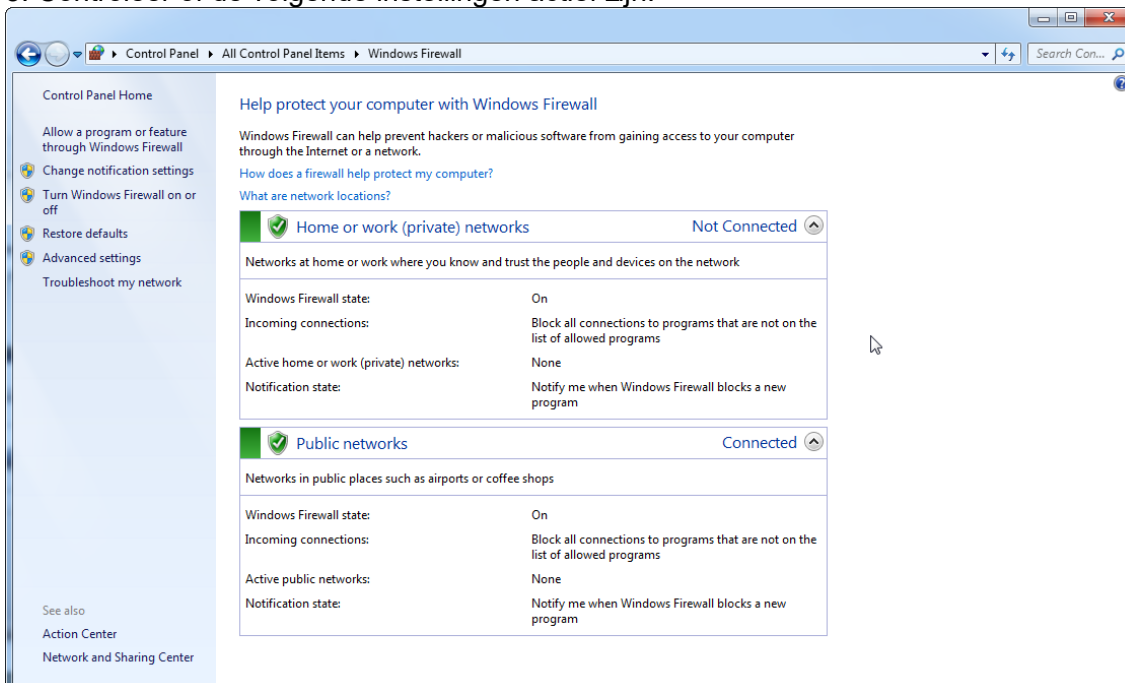 Control Panel ▸ All Control Panel Items ▸ Windows Firewall
Search Con...
Control Panel Home
Allow a program or feature
through Windows Firewall
Change notification settings
Turn Windows Firewall on or
off
Restore defaults
Advanced settings
Troubleshoot my network
See also
Action Center
Network and Sharing Center
Help protect your computer with Windows Firewall
Windows Firewall can help prevent hackers or malicious software from gaining access to your computer
through the Internet or a network.
How does a firewall help protect my computer?
What are network locations?
Home or work (private) networks Not Connected
Networks at home or work where you know and trust the people and devices on the network
Windows Firewall state: On
Incoming connections: Block all connections to programs that are not on the
list of allowed programs
Active home or work (private) networks: None
Notification state: Notify me when Windows Firewall blocks a new
program
Public networks Connected
Networks in public places such as airports or coffee shops
Windows Firewall state: On
Incoming connections: Block all connections to programs that are not on the
list of allowed programs
Active public networks: None
Notification state: Notify me when Windows Firewall blocks a new
program